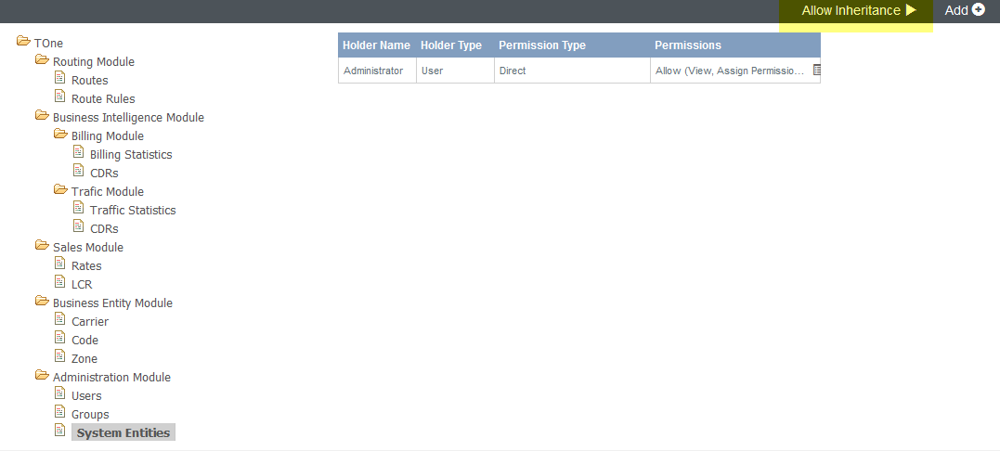 Allow Inheritance Add
TOne
Routing Module
Routes
Route Rules
Business Intelligence Module
Billing Module
Billing Statistics
CDRs
Trafic Module
Traffic Statistics
CDRs
Sales Module
Rates
LCR
Business Entity Module
Carrier
Code
Zone
Administration Module
Users
Groups
System Entities
Holder Name Holder Type Permission Type Permissions
Administrator User Direct Allow (View, Assign Permissio...